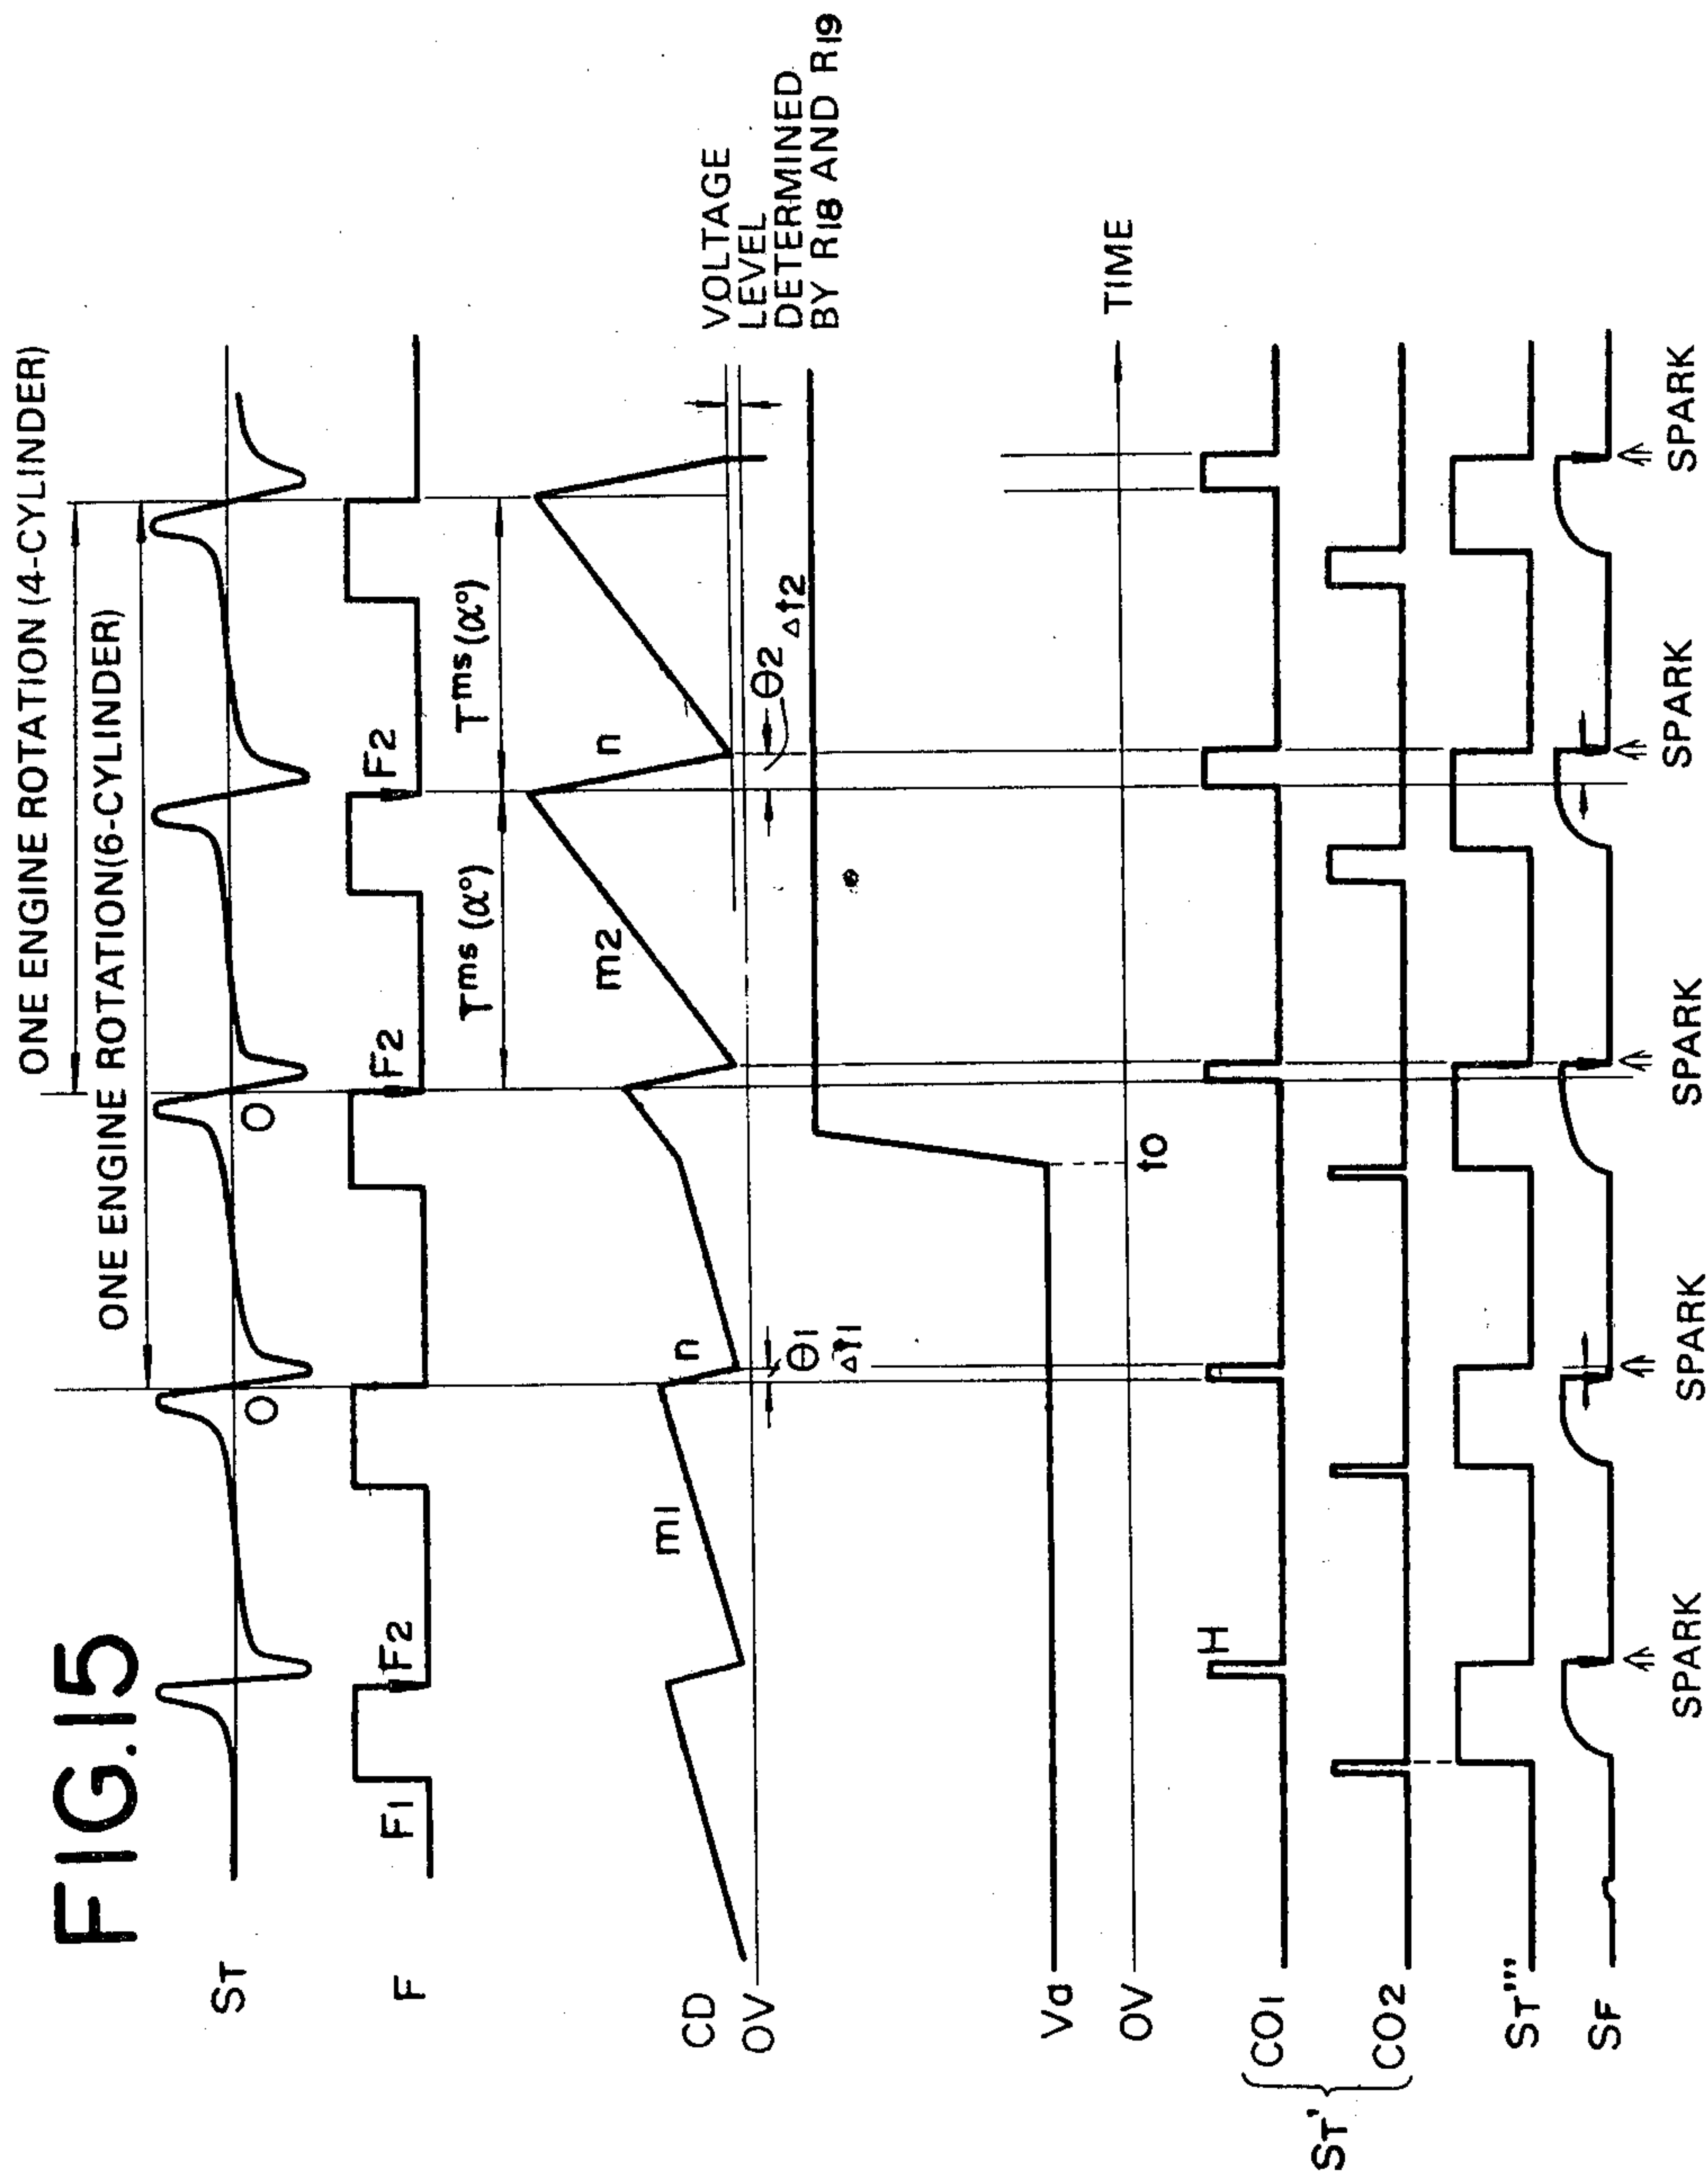 FIG.15
ONE ENGINE ROTATION (4-CYLINDER)
ONE ENGINE ROTATION(6-CYLINDER)
ST
O
O
F
F1
F2
F2
F2
Tms (α°)
Tms (α°)
CD
OV
m1
n
m2
n
θ1
Δt1
θ2
Δt2
VOLTAGE
LEVEL
DETERMINED
BY R18 AND R19
Va
OV
to
TIME
ST'
CO1
H
CO2
ST'''
SF
SPARK
SPARK
SPARK
SPARK
SPARK